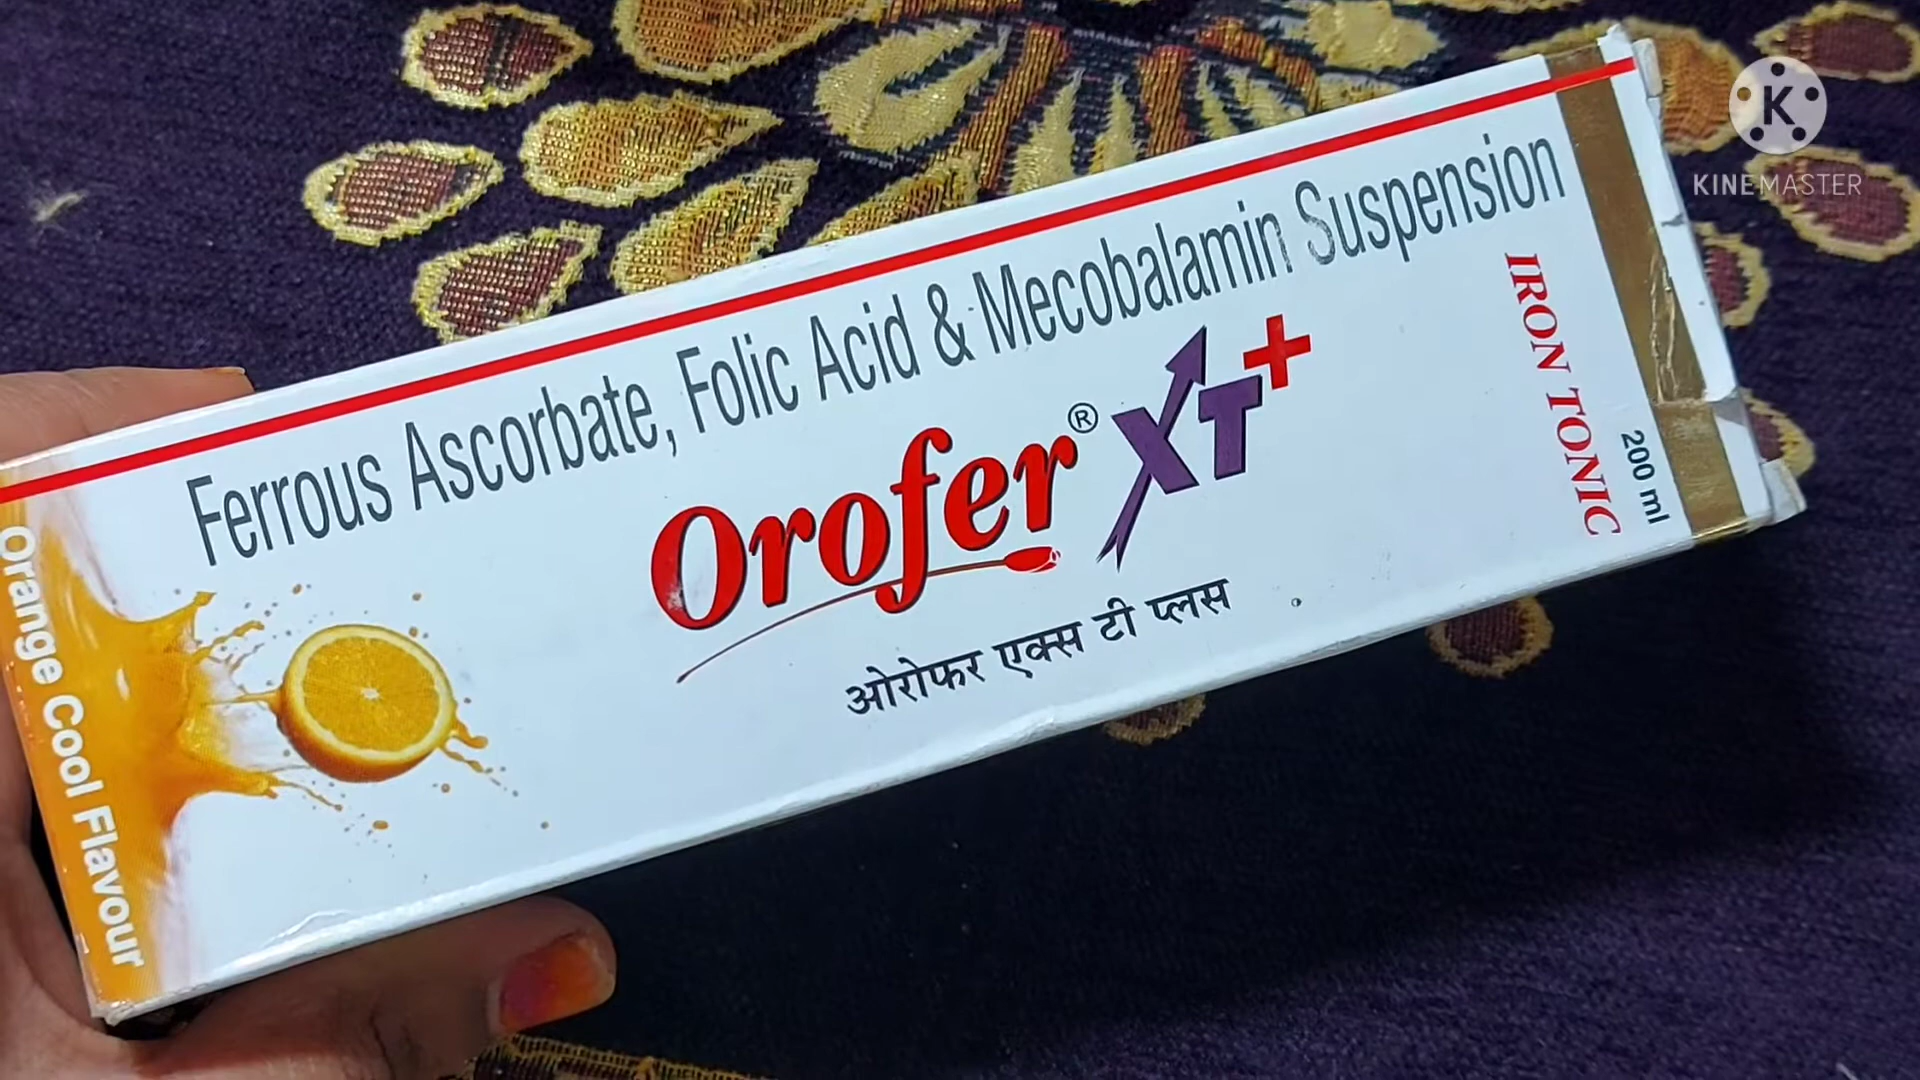 Ferrous Ascorbate, Folic Acid & Mecobalamin Suspension
Orofer® XT+
ओरोफर एक्स टी प्लस
IRON TONIC
200 ml
Orange Cool Flavour
K
KINEMASTER